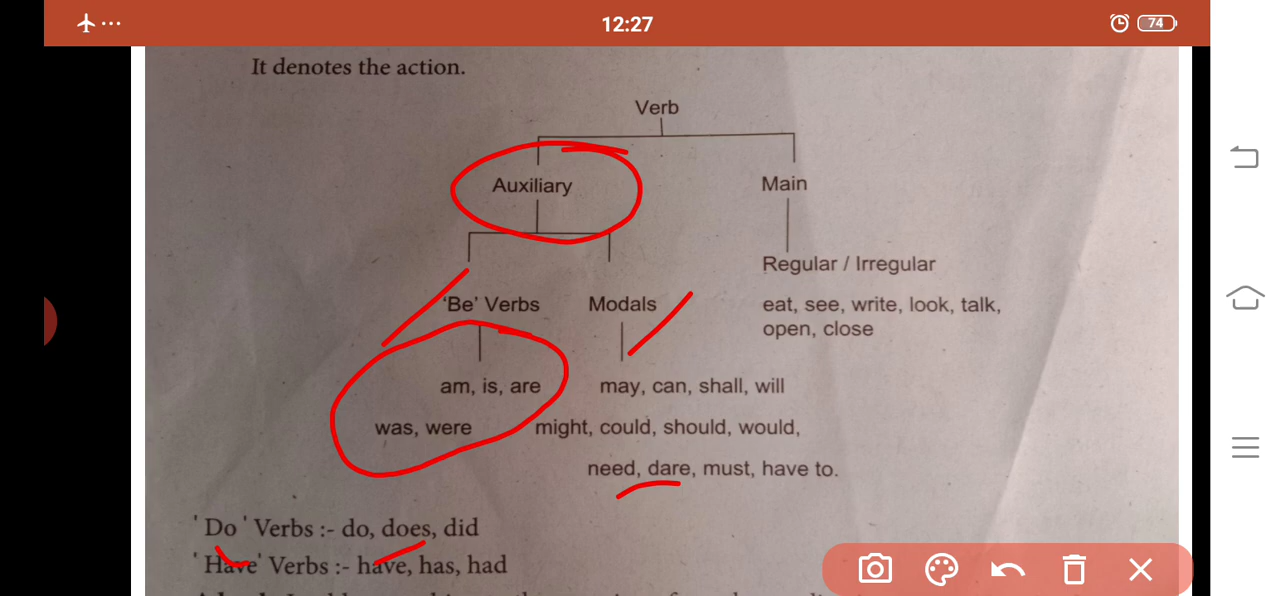 12:27
74
It denotes the action.
Verb
Auxiliary Main
Regular / Irregular
'Be' Verbs Modals eat, see, write, look, talk,
open, close
am, is, are may, can, shall, will
was, were might, could, should, would,
need, dare, must, have to.
'Do' Verbs :- do, does, did
'Have' Verbs :- have, has, had